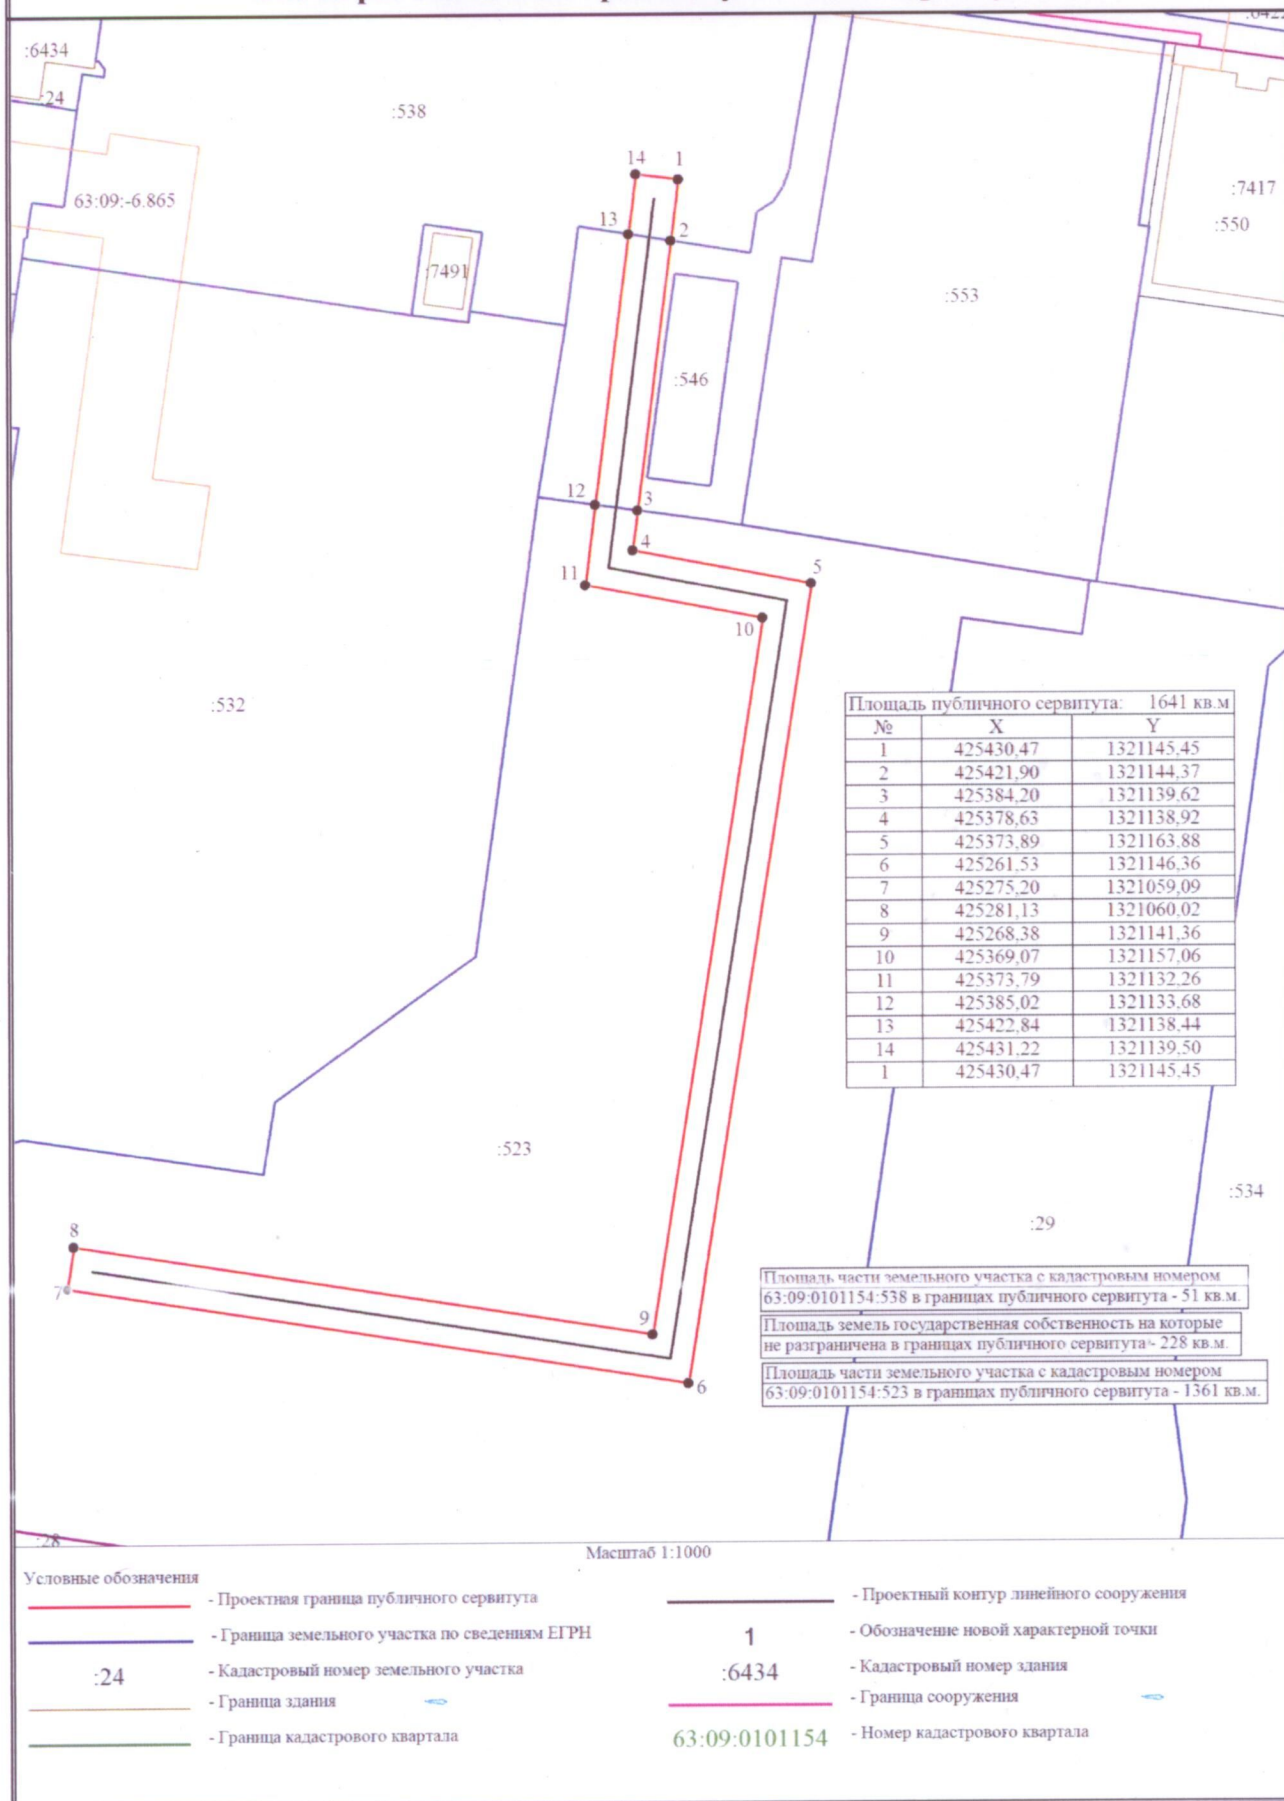 :6434
:24
:538
63:09:-6.865
14
1
13
2
:7491
:7417
:550
:553
:546
12
3
4
11
5
10
:532
Площадь публичного сервитута: 1641 кв.м
№ X Y
1 425430,47 1321145,45
2 425421,90 1321144,37
3 425384,20 1321139,62
4 425378,63 1321138,92
5 425373,89 1321163,88
6 425261,53 1321146,36
7 425275,20 1321059,09
8 425281,13 1321060,02
9 425268,38 1321141,36
10 425369,07 1321157,06
11 425373,79 1321132,26
12 425385,02 1321133,68
13 425422,84 1321138,44
14 425431,22 1321139,50
1 425430,47 1321145,45
:523
:534
:29
8
7
9
6
Площадь части земельного участка с кадастровым номером
63:09:0101154:538 в границах публичного сервитута - 51 кв.м.
Площадь земель государственная собственность на которые
не разграничена в границах публичного сервитута - 228 кв.м.
Площадь части земельного участка с кадастровым номером
63:09:0101154:523 в границах публичного сервитута - 1361 кв.м.
:28
Масштаб 1:1000
Условные обозначения
- Проектная граница публичного сервитута
- Проектный контур линейного сооружения
- Граница земельного участка по сведениям ЕГРН
1 - Обозначение новой характерной точки
:24 - Кадастровый номер земельного участка
:6434 - Кадастровый номер здания
- Граница здания
- Граница сооружения
- Граница кадастрового квартала
63:09:0101154 - Номер кадастрового квартала